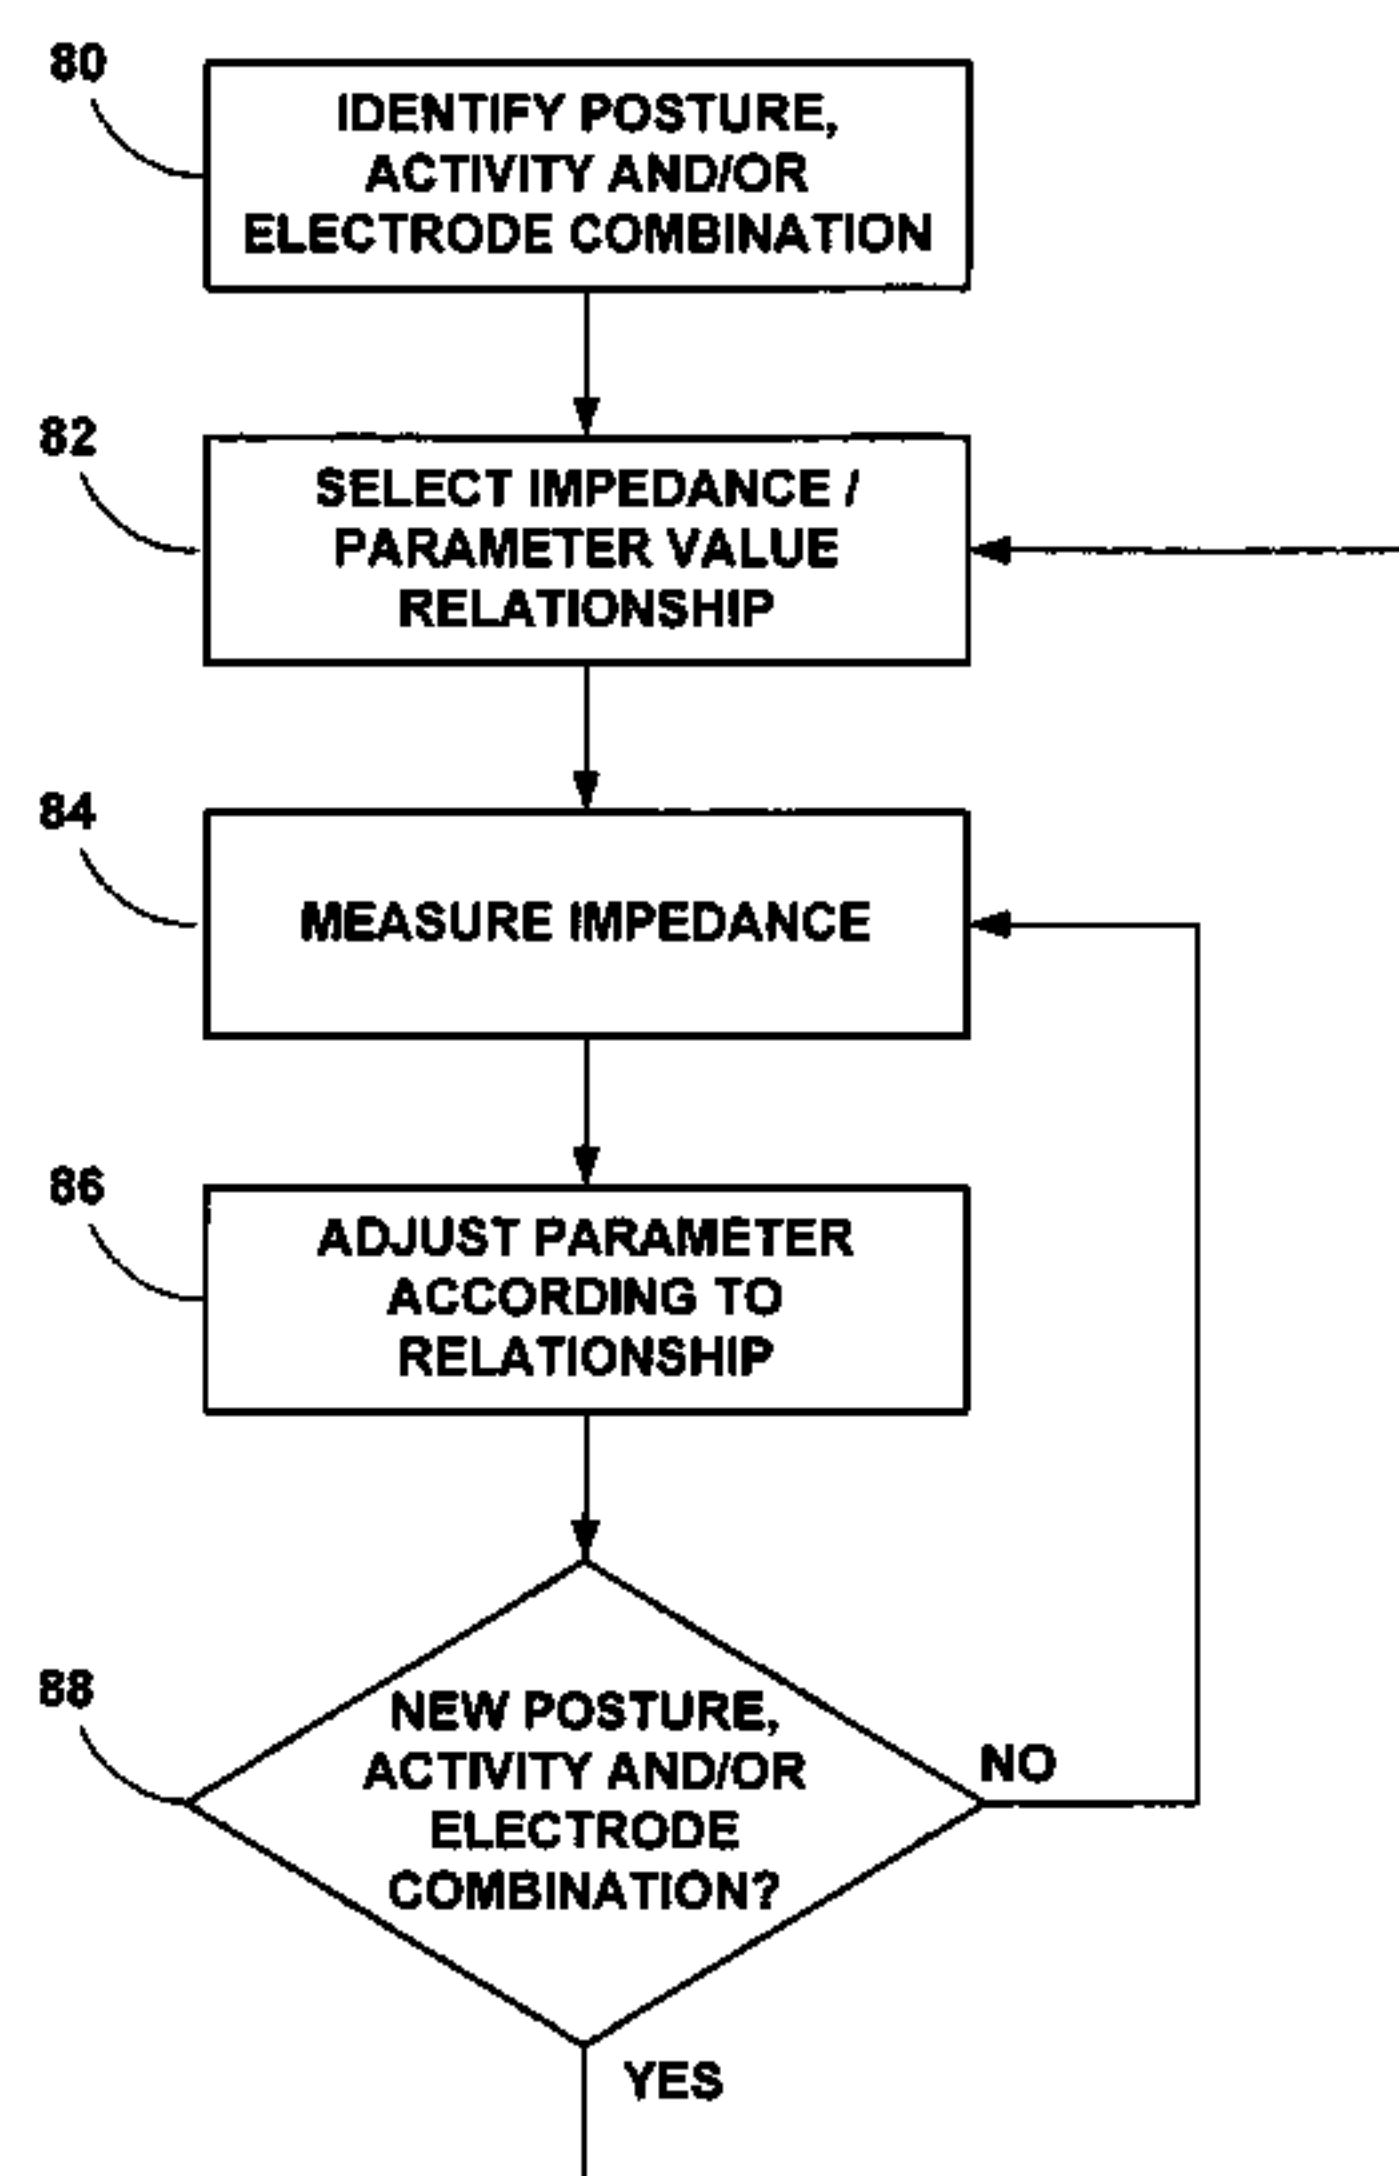 80
IDENTIFY POSTURE,
ACTIVITY AND/OR
ELECTRODE COMBINATION
82
SELECT IMPEDANCE /
PARAMETER VALUE
RELATIONSHIP
84
MEASURE IMPEDANCE
86
ADJUST PARAMETER
ACCORDING TO
RELATIONSHIP
88
NEW POSTURE,
ACTIVITY AND/OR
ELECTRODE
COMBINATION?
NO
YES